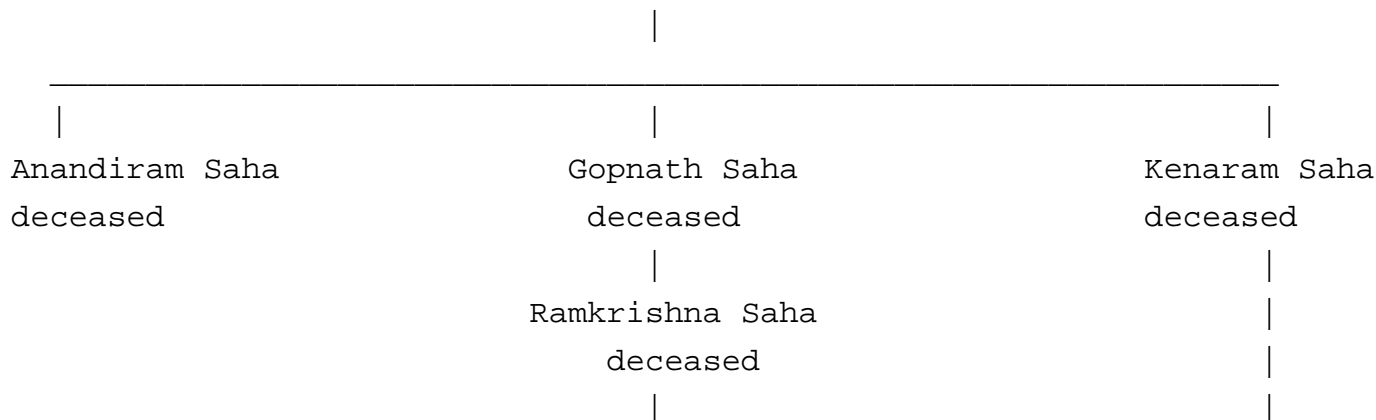 Anandiram Saha Gopnath Saha Kenaram Saha
deceased deceased deceased
Ramkrishna Saha
deceased